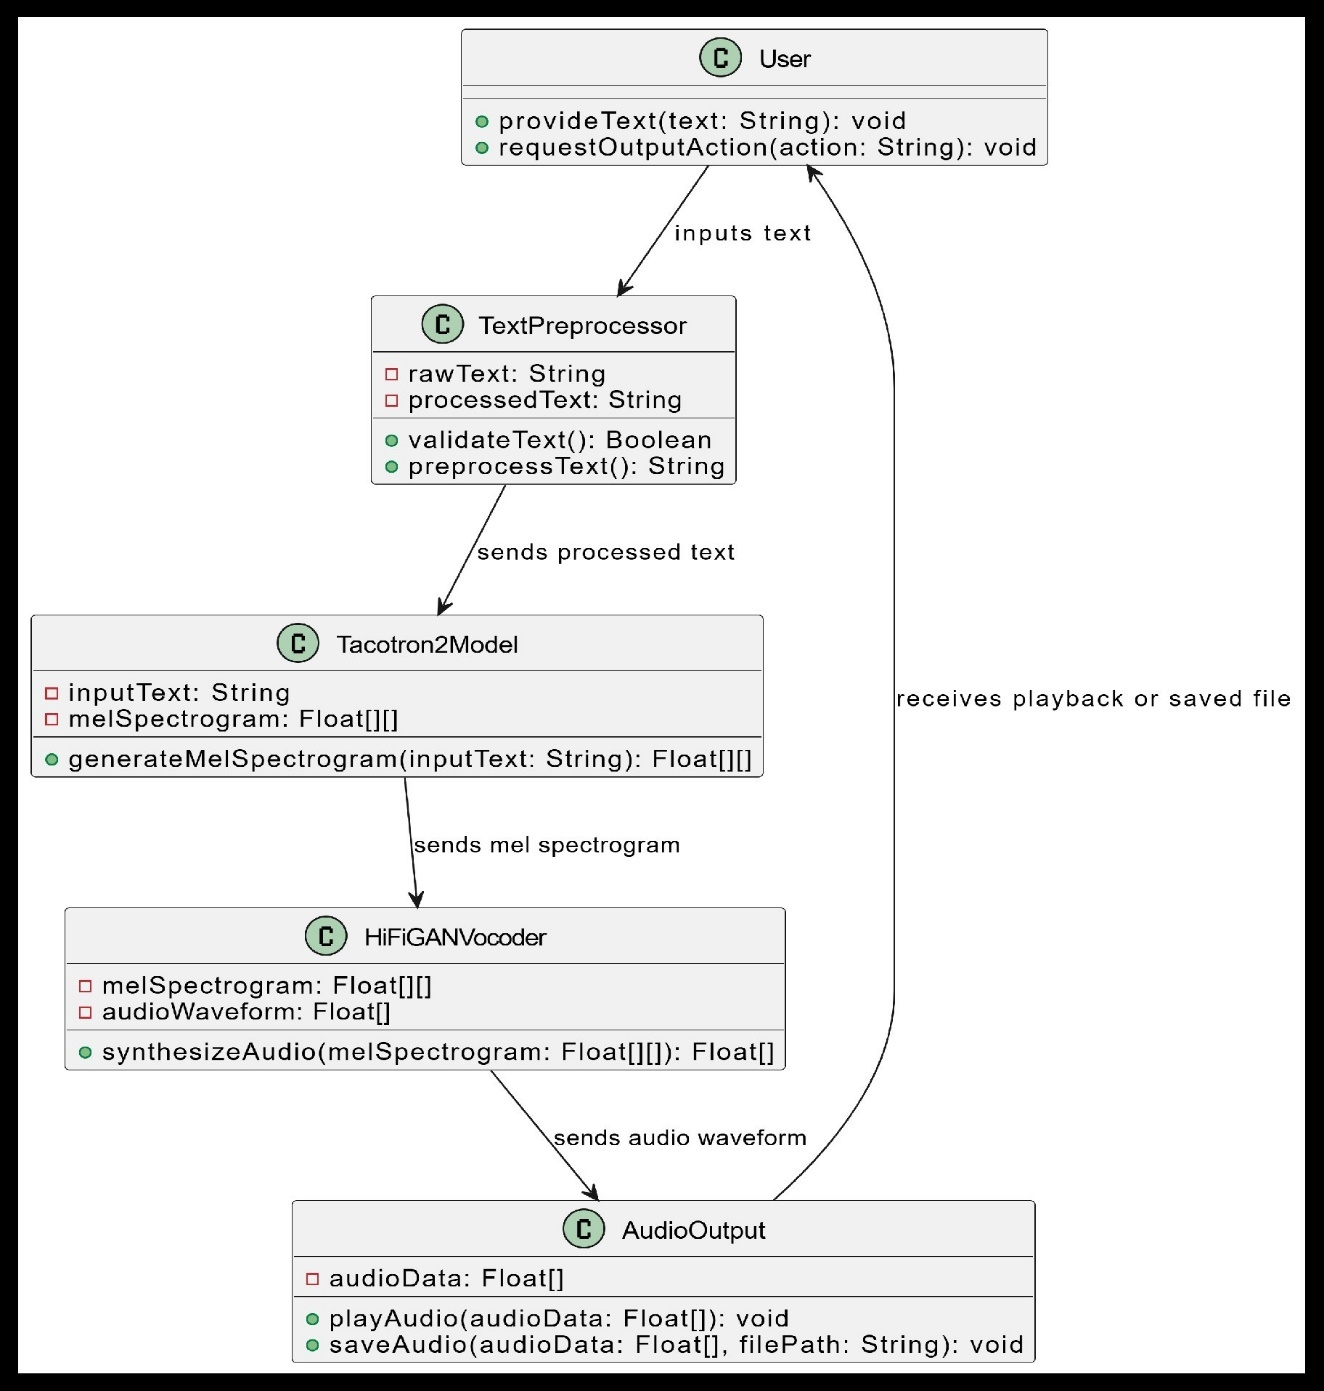 C User
provideText(text: String): void
requestOutputAction(action: String): void
inputs text
C TextPreprocessor
rawText: String
processedText: String
validateText(): Boolean
preprocessText(): String
sends processed text
C Tacotron2Model
inputText: String
melSpectrogram: Float[][]
generateMelSpectrogram(inputText: String): Float[][]
receives playback or saved file
sends mel spectrogram
C HiFiGANVocoder
melSpectrogram: Float[][]
audioWaveform: Float[]
synthesizeAudio(melSpectrogram: Float[][]): Float[]
sends audio waveform
C AudioOutput
audioData: Float[]
playAudio(audioData: Float[]): void
saveAudio(audioData: Float[], filePath: String): void